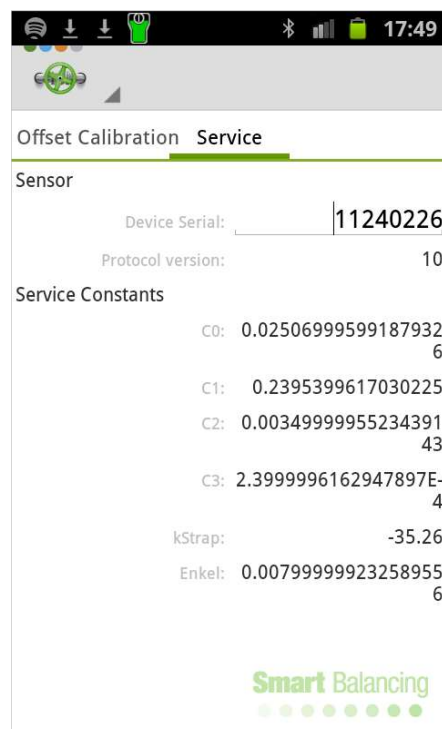 17:49
Offset Calibration Service
Sensor
Device Serial: 11240226
Protocol version: 10
Service Constants
C0: 0.02506999599187932
6
C1: 0.2395399617030225
C2: 0.00349999955234391
43
C3: 2.3999996162947897E-
4
kStrap: -35.26
Enkel: 0.00799999923258955
6
Smart Balancing